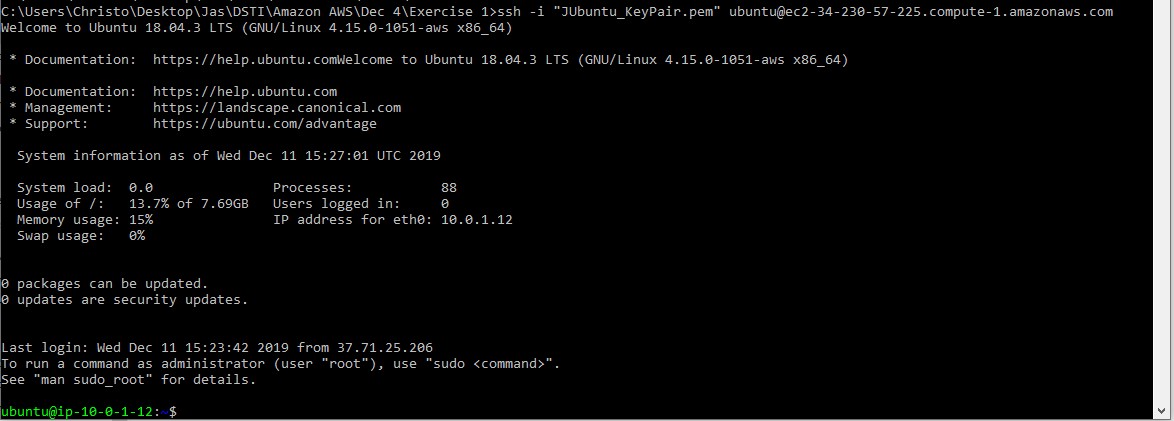 C:\Users\Christo\Desktop\Jas\DSTI\Amazon AWS\Dec 4\Exercise 1>ssh -i "JUbuntu_KeyPair.pem" ubuntu@ec2-34-230-57-225.compute-1.amazonaws.com
Welcome to Ubuntu 18.04.3 LTS (GNU/Linux 4.15.0-1051-aws x86_64)
* Documentation:  https://help.ubuntu.comWelcome to Ubuntu 18.04.3 LTS (GNU/Linux 4.15.0-1051-aws x86_64)
* Documentation:  https://help.ubuntu.com
* Management:     https://landscape.canonical.com
* Support:        https://ubuntu.com/advantage
System information as of Wed Dec 11 15:27:01 UTC 2019
System load:  0.0               Processes:           88
Usage of /:   13.7% of 7.69GB   Users logged in:     0
Memory usage: 15%               IP address for eth0: 10.0.1.12
Swap usage:   0%
0 packages can be updated.
0 updates are security updates.
Last login: Wed Dec 11 15:23:42 2019 from 37.71.25.206
To run a command as administrator (user "root"), use "sudo <command>".
See "man sudo_root" for details.
ubuntu@ip-10-0-1-12:~$